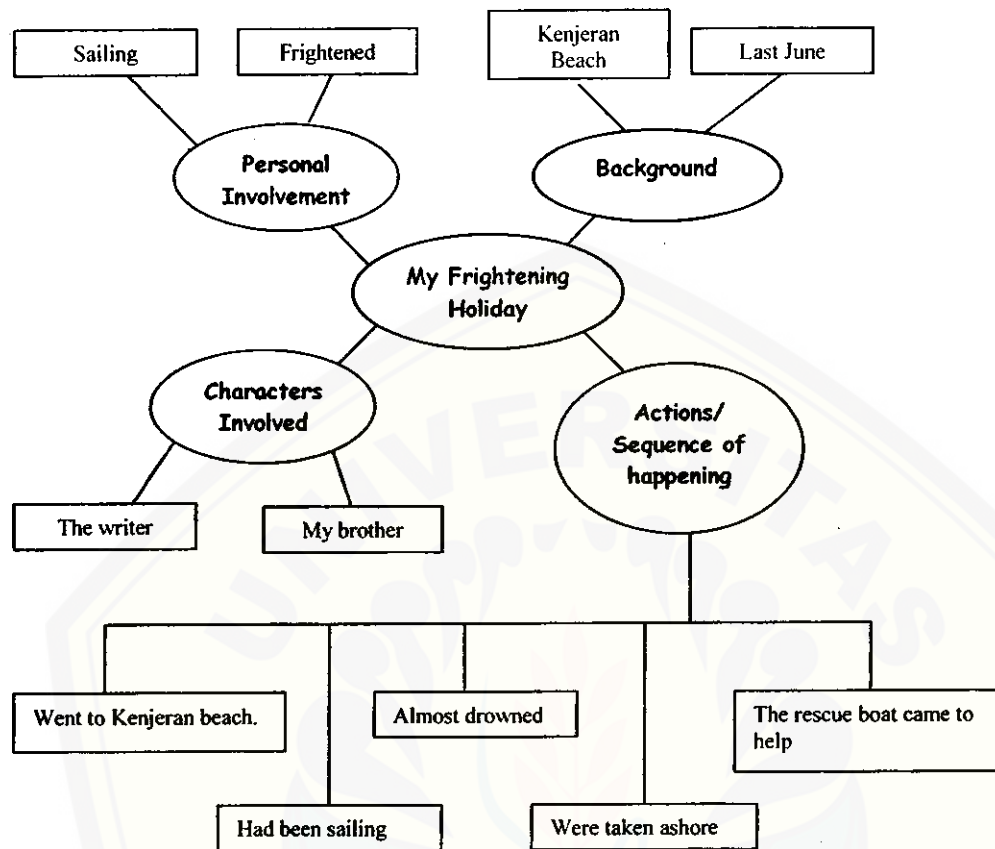 Sailing
Frightened
Kenjeran
Beach
Last June
Personal
Involvement
Background
My Frightening
Holiday
Characters
Involved
Actions/
Sequence of
happening
The writer
My brother
UNIVERSITAS
Went to Kenjeran beach.
Almost drowned
The rescue boat came to
help
Had been sailing
Were taken ashore